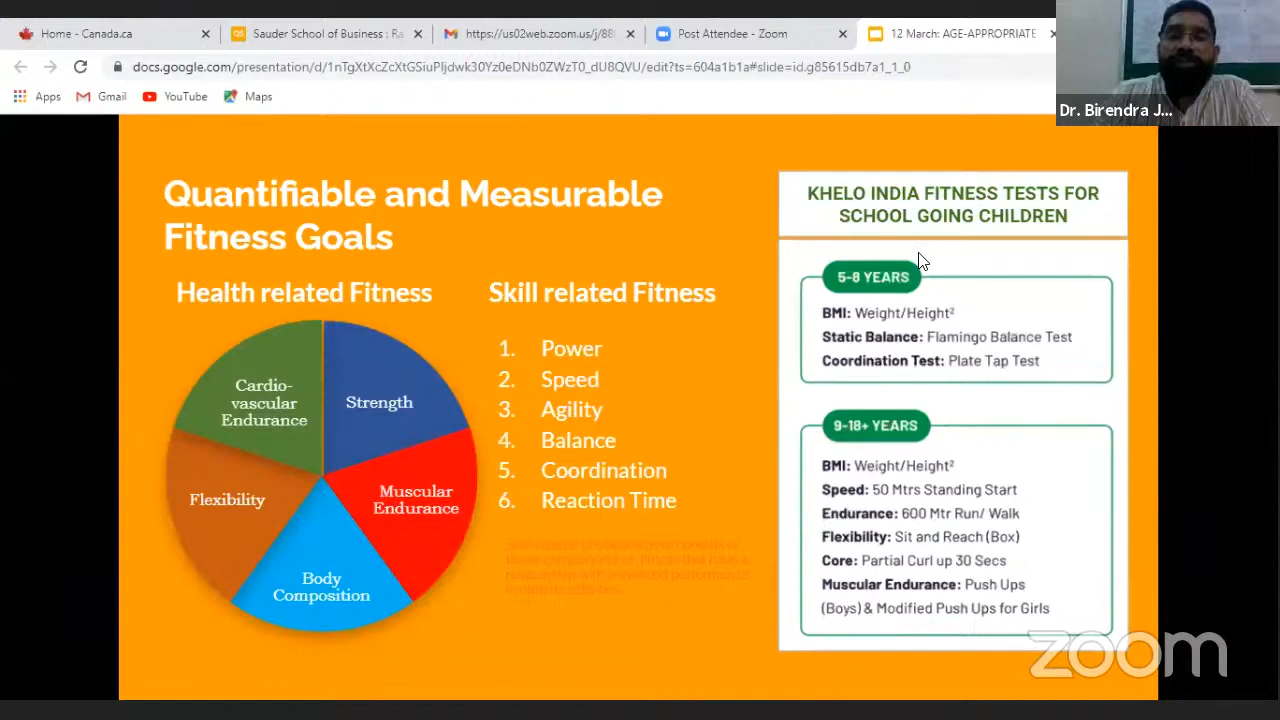 Home - Canada.ca
Sauder School of Business : Ra
https://us02web.zoom.us/j/88
Post Attendee - Zoom
12 March: AGE-APPROPRIATE
docs.google.com/presentation/d/1nTgXtXcZcXtGSiuPIjdwk30Yz0eDNb0ZWzT0_dU8QVU/edit?ts=604a1b1a#slide=id.g85615db7a1_1_0
Apps
Gmail
YouTube
Maps
Dr. Birendra J...
Quantifiable and Measurable
Fitness Goals
Health related Fitness
Cardio-
vascular
Endurance
Strength
Flexibility
Muscular
Endurance
Body
Composition
Skill related Fitness
1. Power
2. Speed
3. Agility
4. Balance
5. Coordination
6. Reaction Time
KHELO INDIA FITNESS TESTS FOR
SCHOOL GOING CHILDREN
5-8 YEARS
BMI: Weight/Height²
Static Balance: Flamingo Balance Test
Coordination Test: Plate Tap Test
9-18+ YEARS
BMI: Weight/Height²
Speed: 50 Mtrs Standing Start
Endurance: 600 Mtr Run/ Walk
Flexibility: Sit and Reach (Box)
Core: Partial Curl up 30 Secs
Muscular Endurance: Push Ups
(Boys) & Modified Push Ups for Girls
zoom